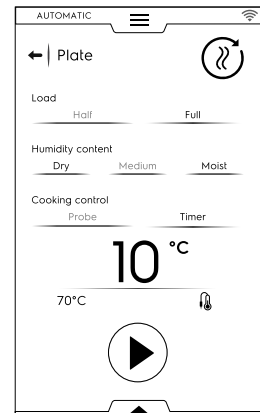 AUTOMATIC
Plate
Load
Half Full
Humidity content
Dry Medium Moist
Cooking control
Probe Timer
10 °C
70°C